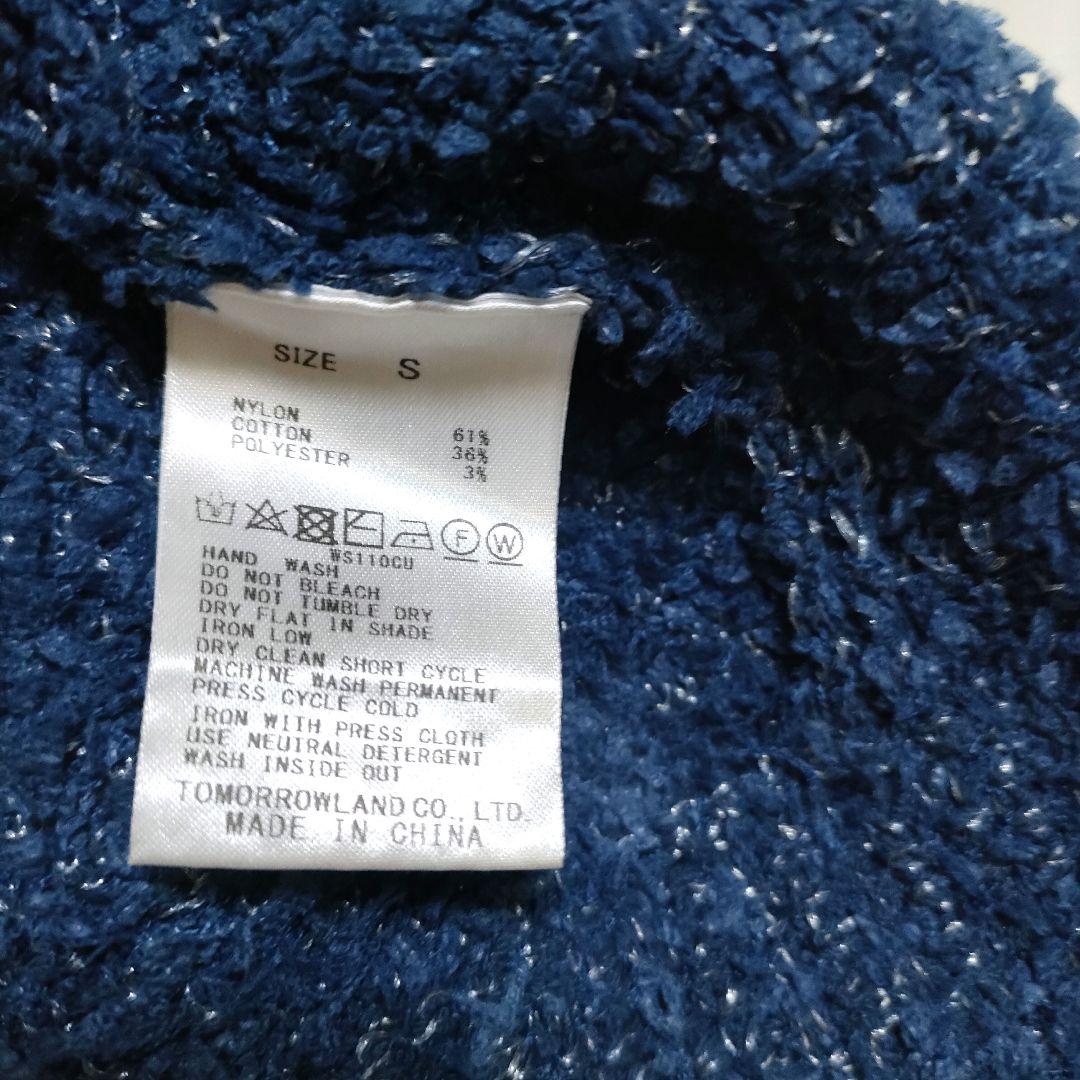 SIZE S
NYLON 61%
COTTON 36%
POLYESTER 3%
F W
WS110CU
HAND WASH
DO NOT BLEACH
DO NOT TUMBLE DRY
DRY FLAT IN SHADE
IRON LOW
DRY CLEAN SHORT CYCLE
MACHINE WASH PERMANENT
PRESS CYCLE COLD
IRON WITH PRESS CLOTH
USE NEUTRAL DETERGENT
WASH INSIDE OUT
TOMORROWLAND CO., LTD.
MADE IN CHINA